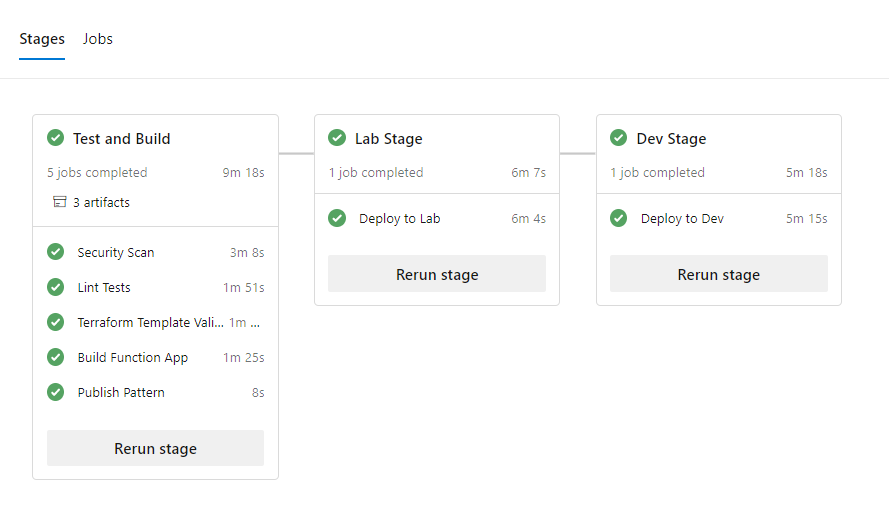 Stages Jobs
Test and Build
5 jobs completed 9m 18s
3 artifacts
Security Scan 3m 8s
Lint Tests 1m 51s
Terraform Template Vali... 1m ...
Build Function App 1m 25s
Publish Pattern 8s
Rerun stage
Lab Stage
1 job completed 6m 7s
Deploy to Lab 6m 4s
Rerun stage
Dev Stage
1 job completed 5m 18s
Deploy to Dev 5m 15s
Rerun stage